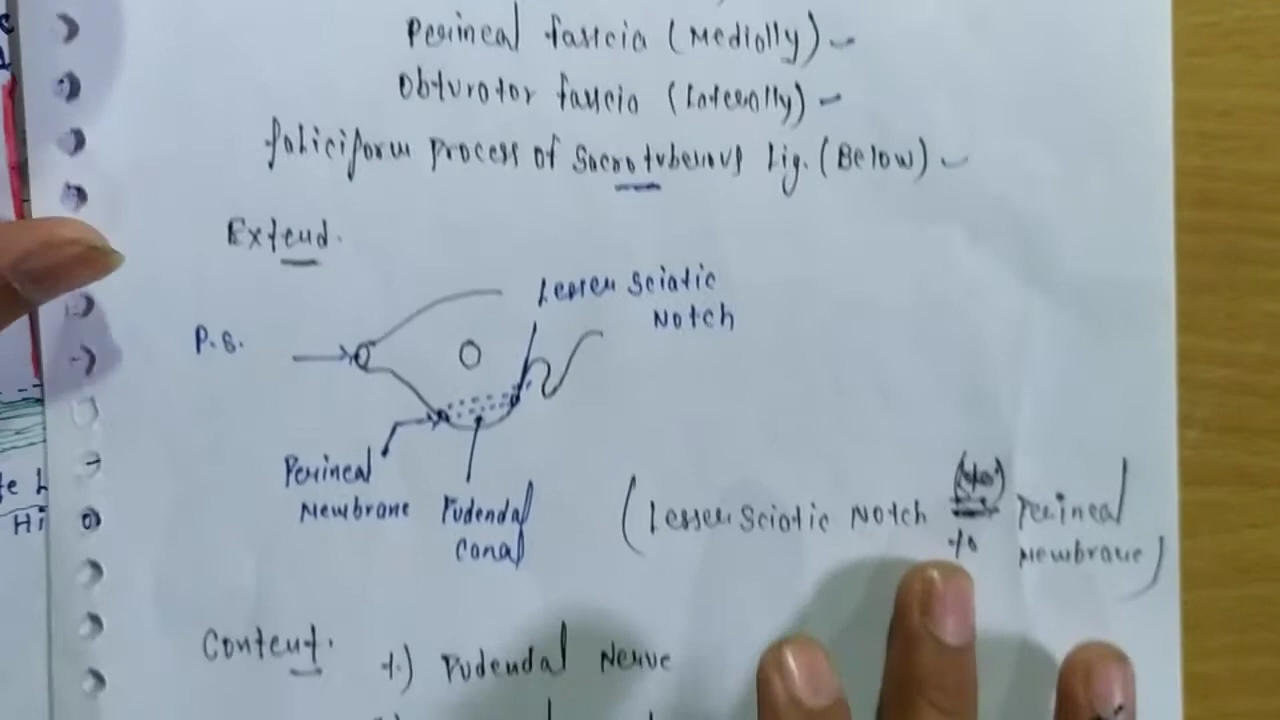 Perineal fascia (Medially) -
Obturator fascia (Laterally) -
faliciform process of Sacrotuberous Lig. (Below) -
Extend.
Lesser Sciatic
Notch
P.S.
Perineal
Membrane
Pudendal
canal
(Lesser Sciatic Notch to Perineal
Membrane)
Content.
1.) Pudendal Nerve